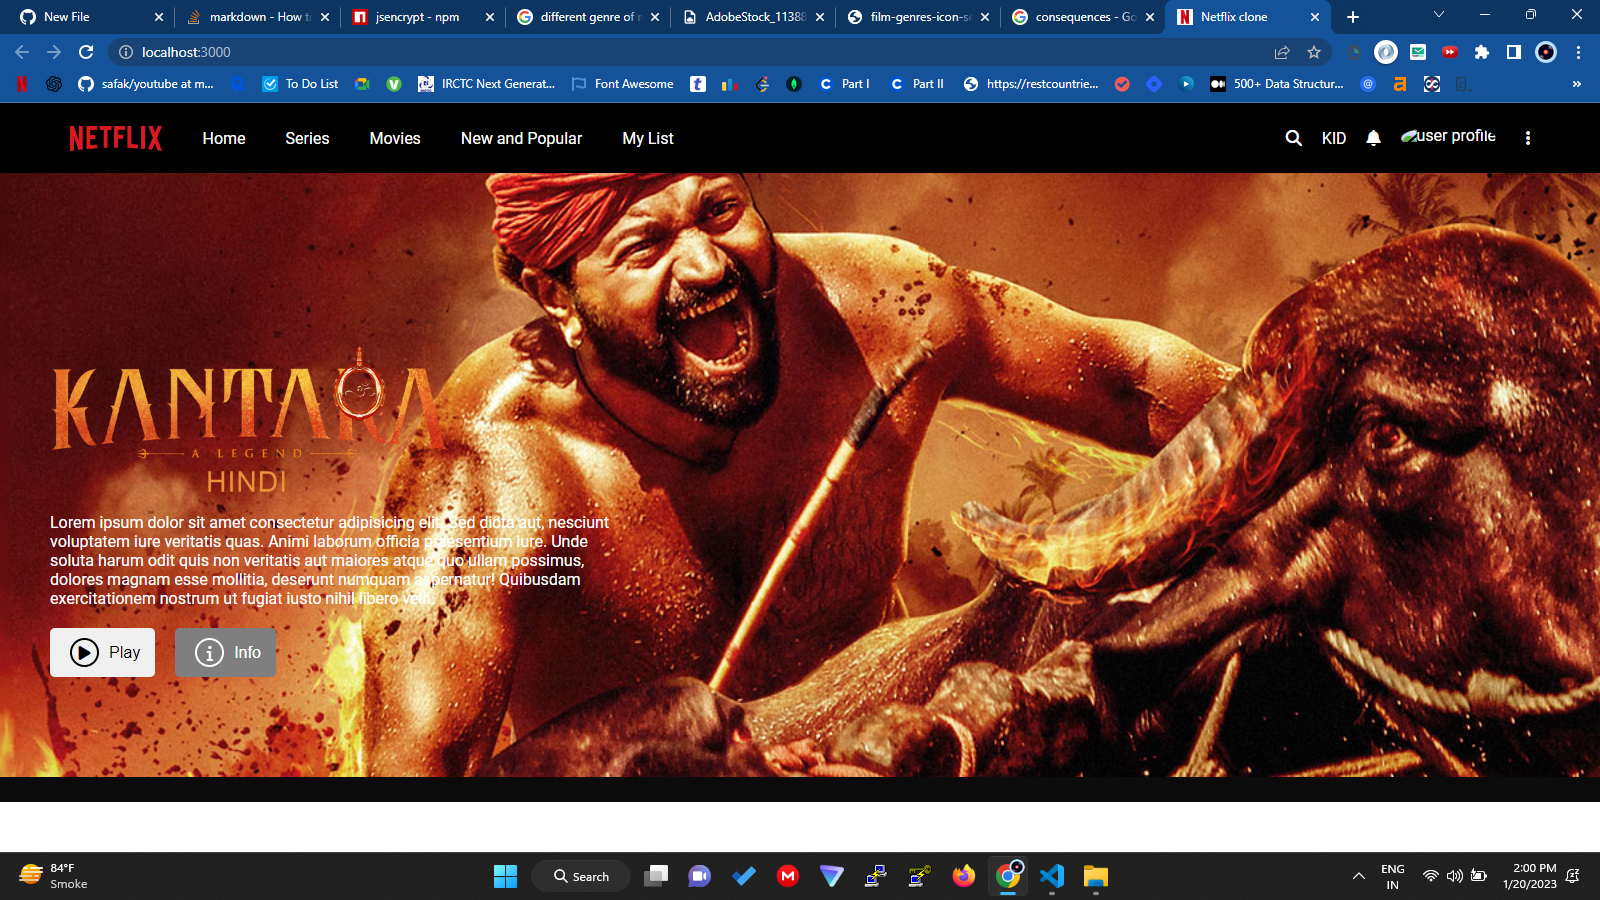 New File
markdown - How t
jsencrypt - npm
different genre of m
AdobeStock_11388
film-genres-icon-se
consequences - Go
Netflix clone
localhost:3000
safak/youtube at m...
To Do List
IRCTC Next Generat...
Font Awesome
Part I
Part II
https://restcountrie...
500+ Data Structur...
NETFLIX
Home
Series
Movies
New and Popular
My List
KID
user profile
KANTARA
A LEGEND
HINDI
Lorem ipsum dolor sit amet consectetur adipisicing elit. Sed dicta aut, nesciunt
voluptatem iure veritatis quas. Animi laborum officia praesentium iure. Unde
soluta harum odit quis non veritatis aut maiores atque quo ullam possimus,
dolores magnam esse mollitia, deserunt numquam aspernatur! Quibusdam
exercitationem nostrum ut fugiat iusto nihil libero velit.
Play
Info
84°F
Smoke
Search
ENG
IN
2:00 PM
1/20/2023